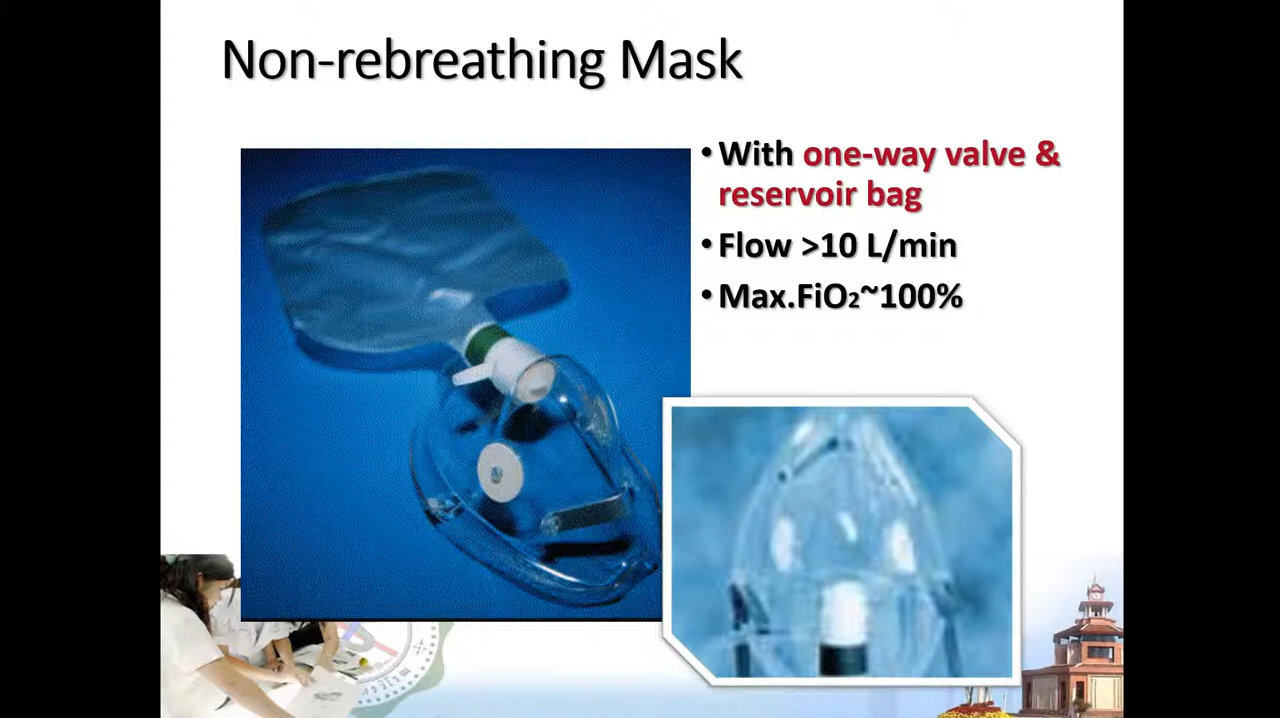 Non-rebreathing Mask
•With one-way valve &
reservoir bag
•Flow >10 L/min
•Max.FiO₂~100%